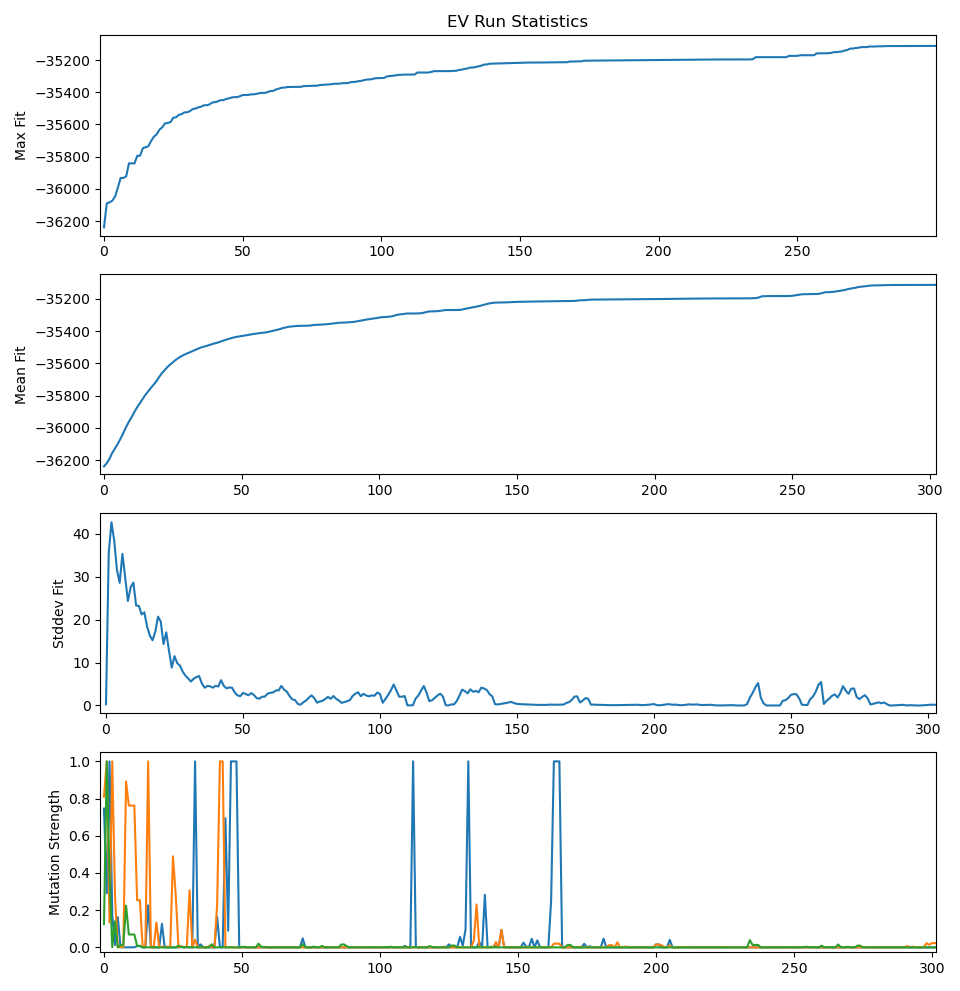 EV Run Statistics
−35200
−35400
−35600
−35800
−36000
−36200
Max Fit
0 50 100 150 200 250
−35200
−35400
−35600
−35800
−36000
−36200
Mean Fit
0 50 100 150 200 250 300
40
30
20
10
0
Stddev Fit
0 50 100 150 200 250 300
1.0
0.8
0.6
0.4
0.2
0.0
Mutation Strength
0 50 100 150 200 250 300